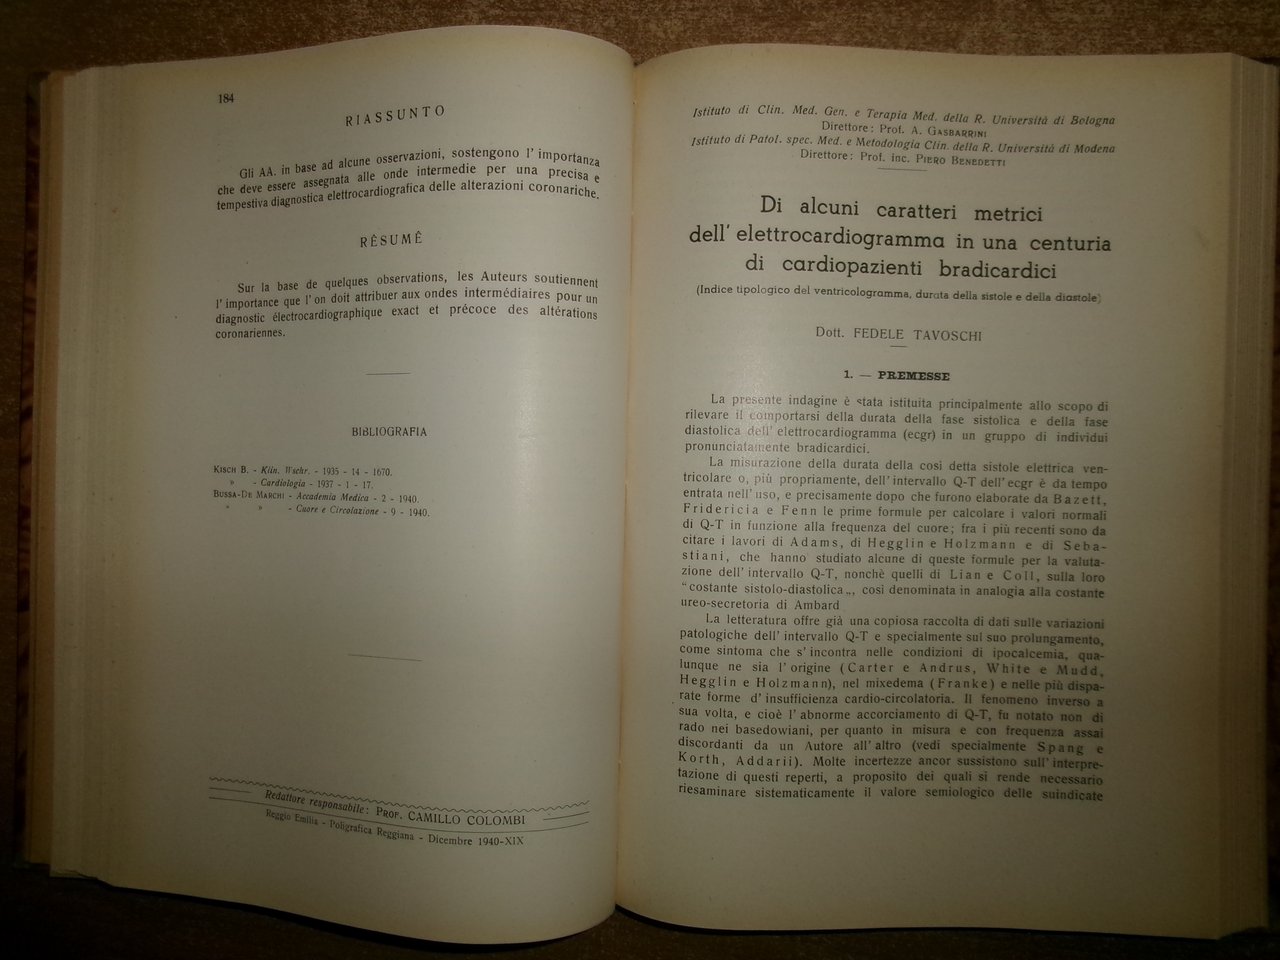 184
RIASSUNTO
Gli AA. in base ad alcune osservazioni, sostengono l' importanza
che deve essere assegnata alle onde intermedie per una precisa e
tempestiva diagnostica elettrocardiografica delle alterazioni coronariche.
RÊSUMÊ
Sur la base de quelques observations, les Auteurs soutiennent
l' importance que l' on doit attribuer aux ondes intermédiaires pour un
diagnostic électrocardiographique exact et précoce des altérations
coronariennes.
BIBLIOGRAFIA
KISCH B. - Klin. Wschr. - 1935 - 14 - 1670.
» - Cardiologia - 1937 - 1 - 17.
BUSSA-DE MARCHI - Accademia Medica - 2 - 1940.
» » - Cuore e Circolazione - 9 - 1940.
Redattore responsabile: PROF. CAMILLO COLOMBI
Reggio Emilia - Poligrafica Reggiana - Dicembre 1940-XIX
Istituto di Clin. Med. Gen. e Terapia Med. della R. Università di Bologna
Direttore: Prof. A. GASBARRINI
Istituto di Patol. spec. Med. e Metodologia Clin. della R. Università di Modena
Direttore: Prof. inc. PIERO BENEDETTI
Di alcuni caratteri metrici
dell' elettrocardiogramma in una centuria
di cardiopazienti bradicardici
(Indice tipologico del ventricologramma, durata della sistole e della diastole)
Dott. FEDELE TAVOSCHI
1. — PREMESSE
La presente indagine è stata istituita principalmente allo scopo di
rilevare il comportarsi della durata della fase sistolica e della fase
diastolica dell' elettrocardiogramma (ecgr) in un gruppo di individui
pronunciatamente bradicardici.
La misurazione della durata della così detta sistole elettrica ven-
tricolare o, più propriamente, dell' intervallo Q-T dell' ecgr è da tempo
entrata nell' uso, e precisamente dopo che furono elaborate da Bazett,
Fridericia e Fenn le prime formule per calcolare i valori normali
di Q-T in funzione alla frequenza del cuore; fra i più recenti sono da
citare i lavori di Adams, di Hegglin e Holzmann e di Seba-
stiani, che hanno studiato alcune di queste formule per la valuta-
zione dell' intervallo Q-T, nonchè quelli di Lian e Coll, sulla loro
“costante sistolo-diastolica„, così denominata in analogia alla costante
ureo-secretoria di Ambard
La letteratura offre già una copiosa raccolta di dati sulle variazioni
patologiche dell' intervallo Q-T e specialmente sul suo prolungamento,
come sintoma che s' incontra nelle condizioni di ipocalcemia, qua-
lunque ne sia l' origine (Carter e Andrus, White e Mudd,
Hegglin e Holzmann), nel mixedema (Franke) e nelle più dispa-
rate forme d' insufficienza cardio-circolatoria. Il fenomeno inverso a
sua volta, e cioè l' abnorme accorciamento di Q-T, fu notato non di
rado nei basedowiani, per quanto in misura e con frequenza assai
discordanti da un Autore all' altro (vedi specialmente Spang e
Korth, Addarii). Molte incertezze ancor sussistono sull' interpre-
tazione di questi reperti, a proposito dei quali si rende necessario
riesaminare sistematicamente il valore semiologico delle suindicate